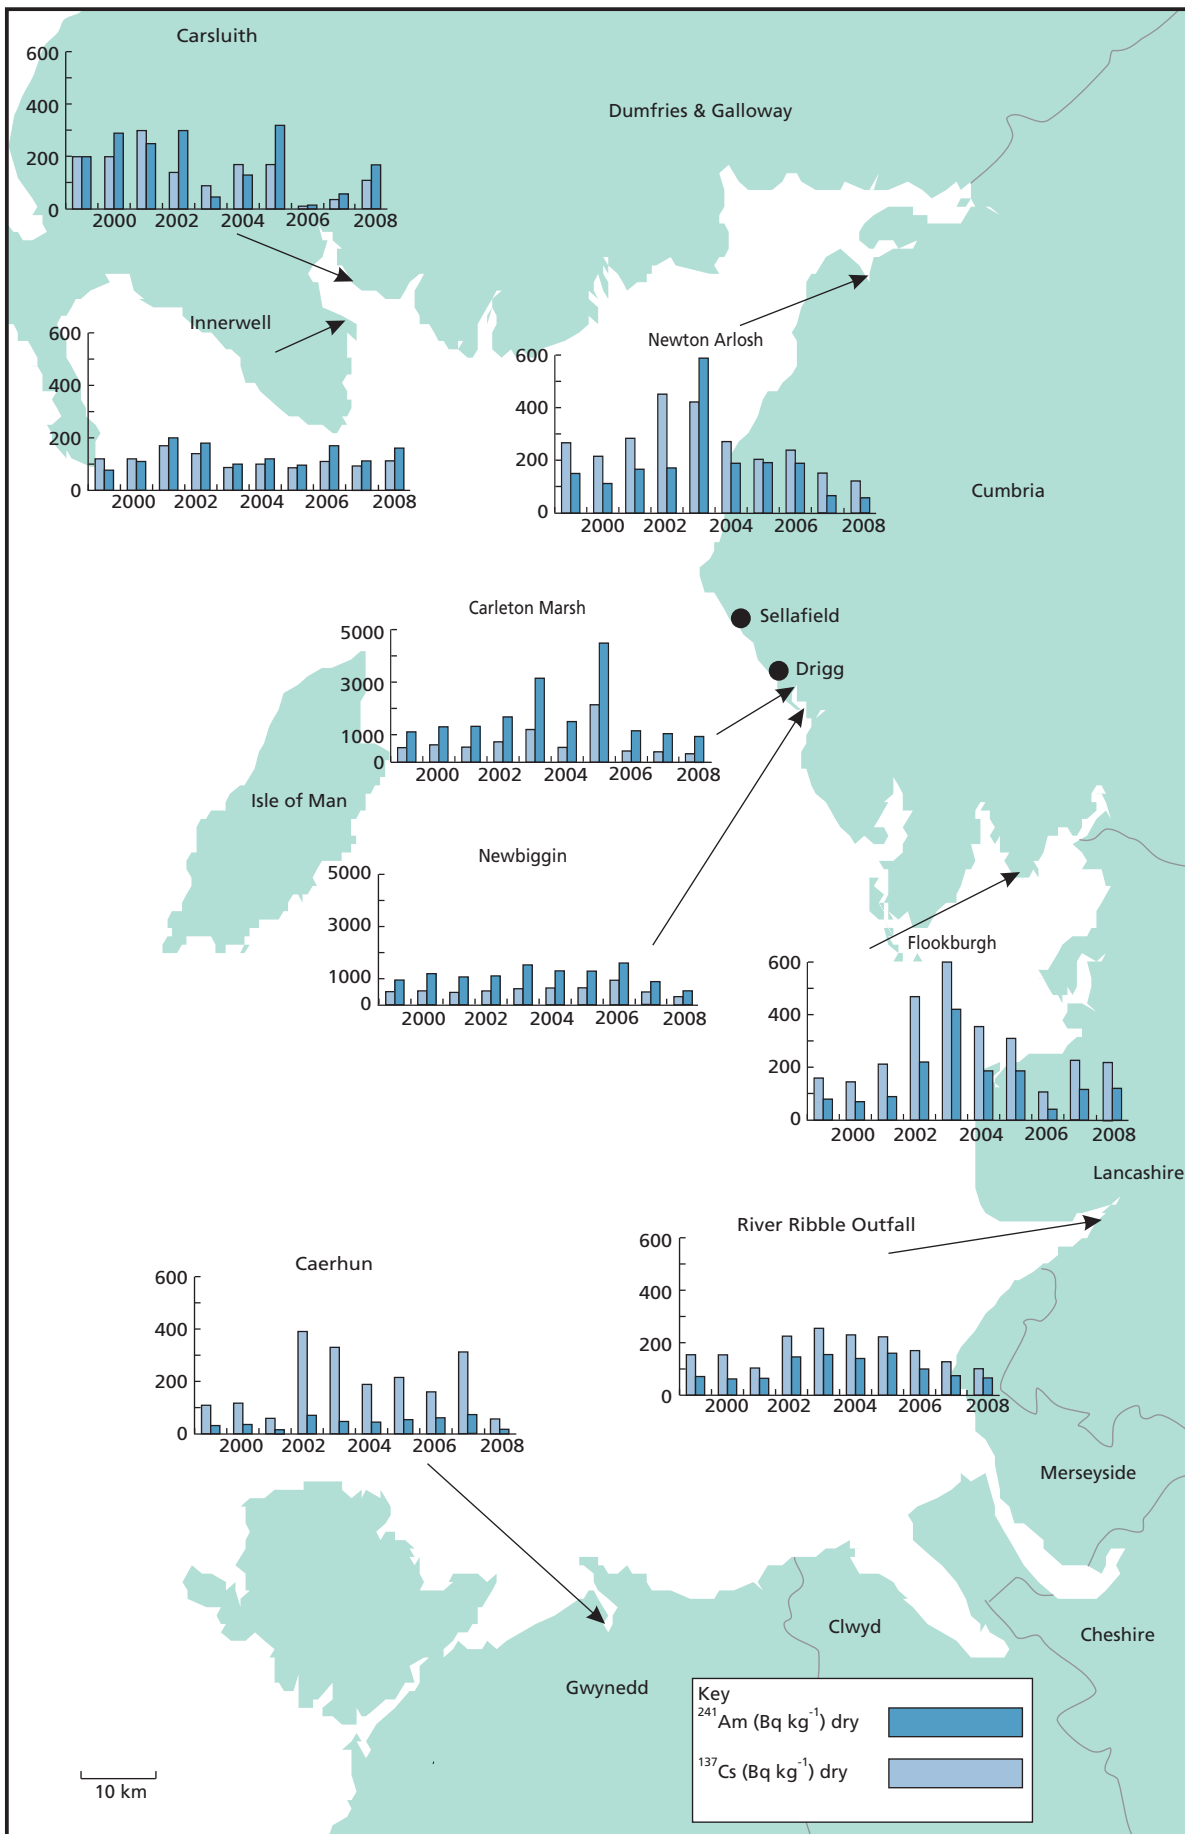 Carsluith
600
400
200
0
2000 2002 2004 2006 2008
Dumfries & Galloway
Innerwell
600
400
200
0
2000 2002 2004 2006 2008
Newton Arlosh
600
400
200
0
2000 2002 2004 2006 2008
Cumbria
Sellafield
Drigg
Carleton Marsh
5000
3000
1000
0
2000 2002 2004 2006 2008
Isle of Man
Newbiggin
5000
3000
1000
0
2000 2002 2004 2006 2008
Flookburgh
600
400
200
0
2000 2002 2004 2006 2008
Lancashire
River Ribble Outfall
600
400
200
0
2000 2002 2004 2006 2008
Caerhun
600
400
200
0
2000 2002 2004 2006 2008
Merseyside
Clwyd
Cheshire
Gwynedd
Key
²⁴¹Am (Bq kg⁻¹) dry
¹³⁷Cs (Bq kg⁻¹) dry
10 km